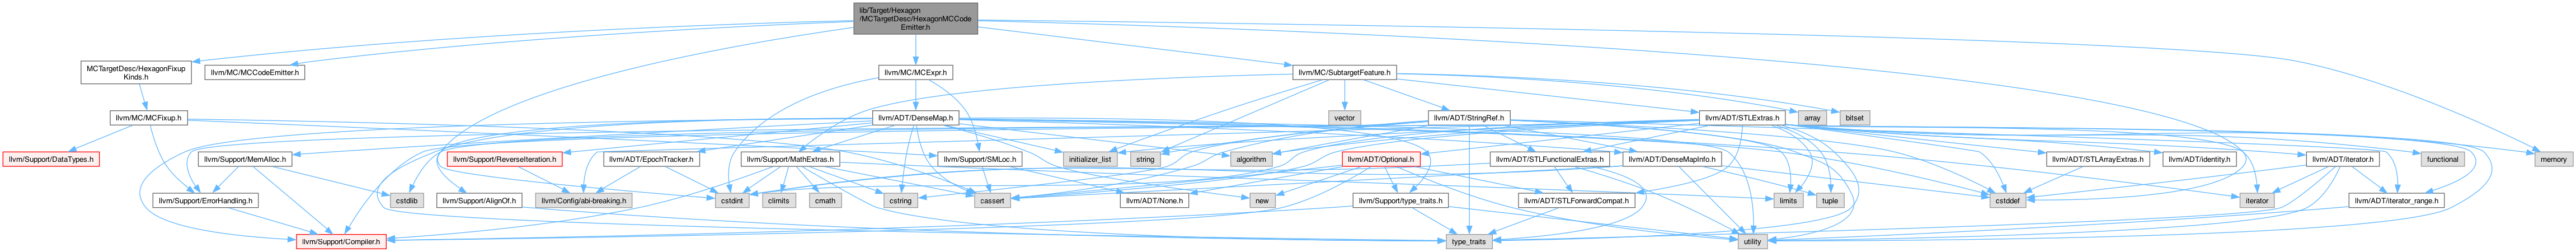 lib/Target/Hexagon
/MCTargetDesc/HexagonMCCode
Emitter.h
MCTargetDesc/HexagonFixup
Kinds.h
llvm/MC/MCCodeEmitter.h
llvm/MC/MCExpr.h
llvm/MC/SubtargetFeature.h
llvm/MC/MCFixup.h
llvm/ADT/DenseMap.h
vector
llvm/ADT/StringRef.h
llvm/ADT/STLExtras.h
array
bitset
llvm/Support/DataTypes.h
llvm/Support/MemAlloc.h
llvm/Support/ReverseIteration.h
llvm/ADT/EpochTracker.h
llvm/Support/MathExtras.h
llvm/Support/SMLoc.h
initializer_list
string
algorithm
llvm/ADT/Optional.h
llvm/ADT/STLFunctionalExtras.h
llvm/ADT/DenseMapInfo.h
llvm/ADT/STLArrayExtras.h
llvm/ADT/identity.h
llvm/ADT/iterator.h
functional
memory
llvm/Support/ErrorHandling.h
cstdlib
llvm/Support/AlignOf.h
llvm/Config/abi-breaking.h
cstdint
climits
cmath
cstring
cassert
llvm/ADT/None.h
new
llvm/Support/type_traits.h
llvm/ADT/STLForwardCompat.h
limits
tuple
cstddef
iterator
llvm/ADT/iterator_range.h
llvm/Support/Compiler.h
type_traits
utility